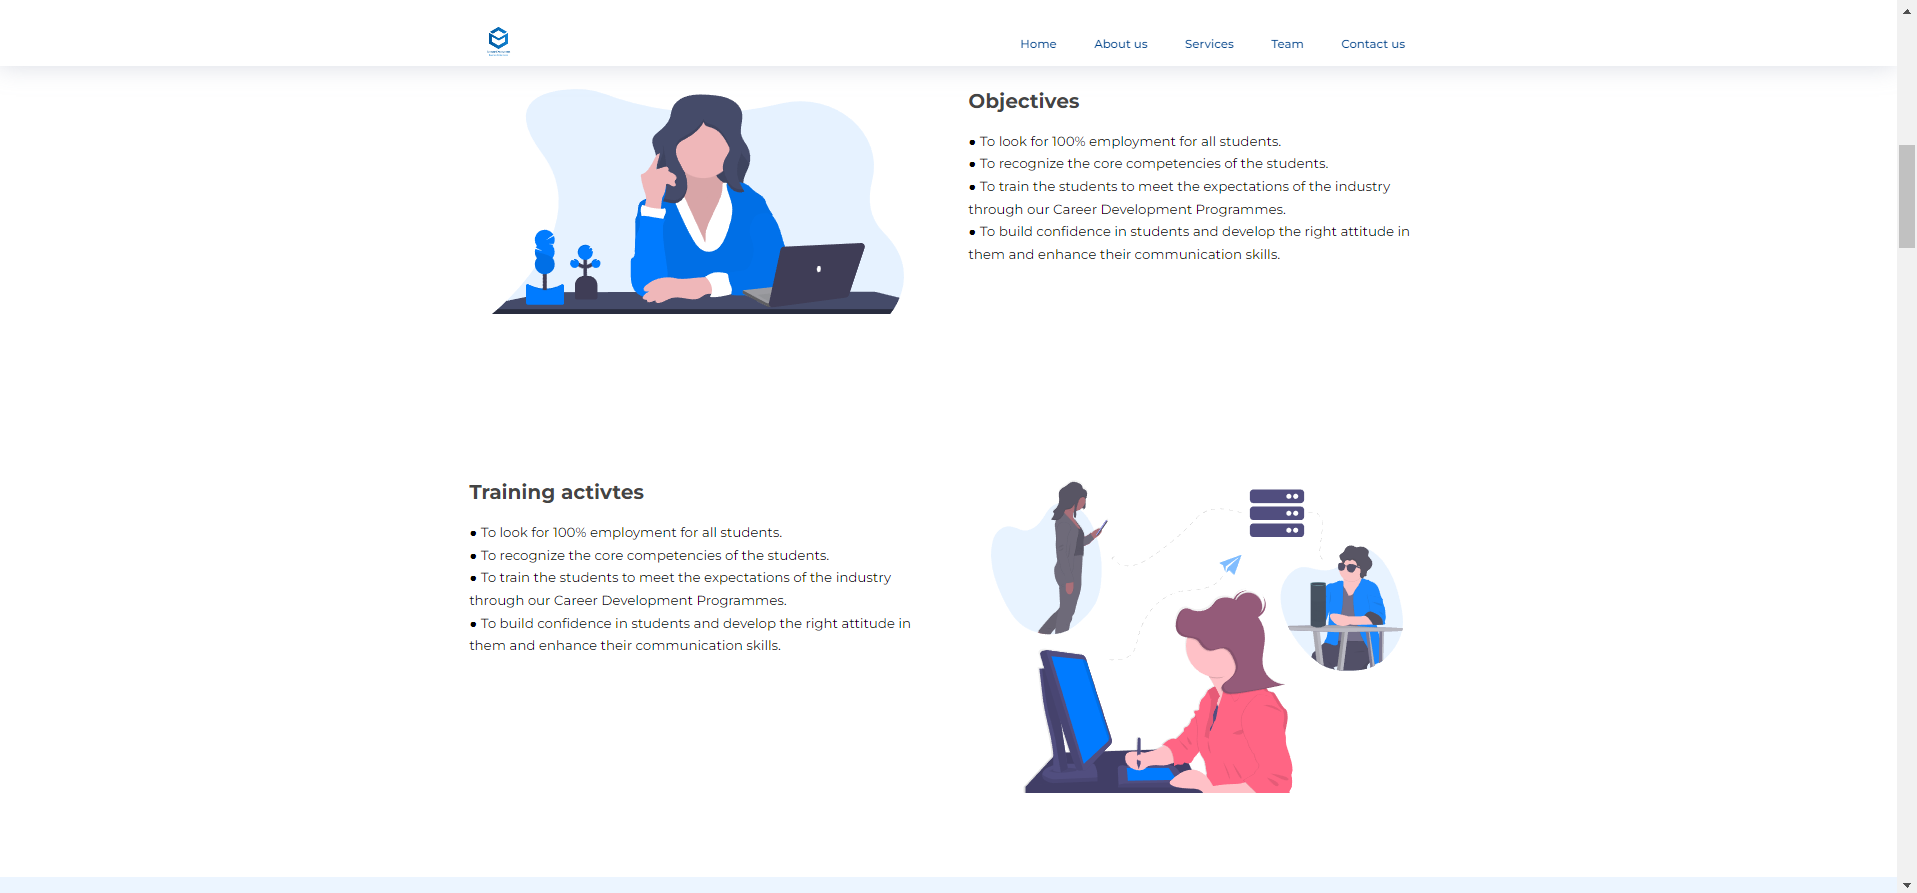 Home About us Services Team Contact us
Objectives
● To look for 100% employment for all students.
● To recognize the core competencies of the students.
● To train the students to meet the expectations of the industry
through our Career Development Programmes.
● To build confidence in students and develop the right attitude in
them and enhance their communication skills.
Training activtes
● To look for 100% employment for all students.
● To recognize the core competencies of the students.
● To train the students to meet the expectations of the industry
through our Career Development Programmes.
● To build confidence in students and develop the right attitude in
them and enhance their communication skills.